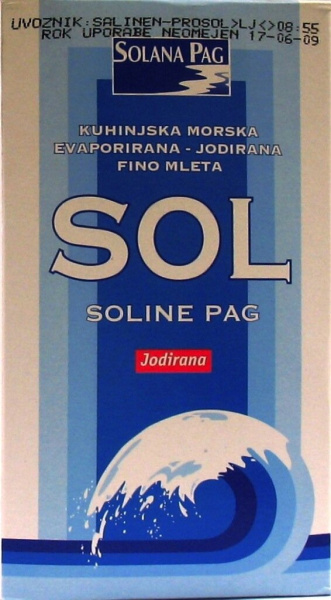 UVOZNIK:SALINEN-PROSOL>LJ<>08:55
ROK UPORABE NEOMEJEN 17-06-09
SOLANA PAG
KUHINJSKA MORSKA
EVAPORIRANA - JODIRANA
FINO MLETA
SOL
SOLINE PAG
Jodirana